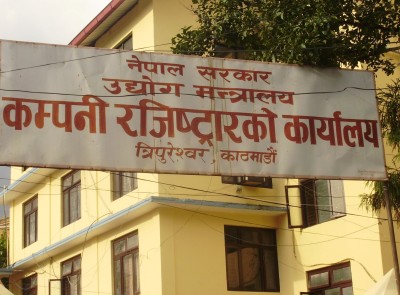 नेपाल सरकार
उद्योग मन्त्रालय
कम्पनी रजिष्ट्रारको कार्यालय
त्रिपुरेश्वर, काठमाडौं